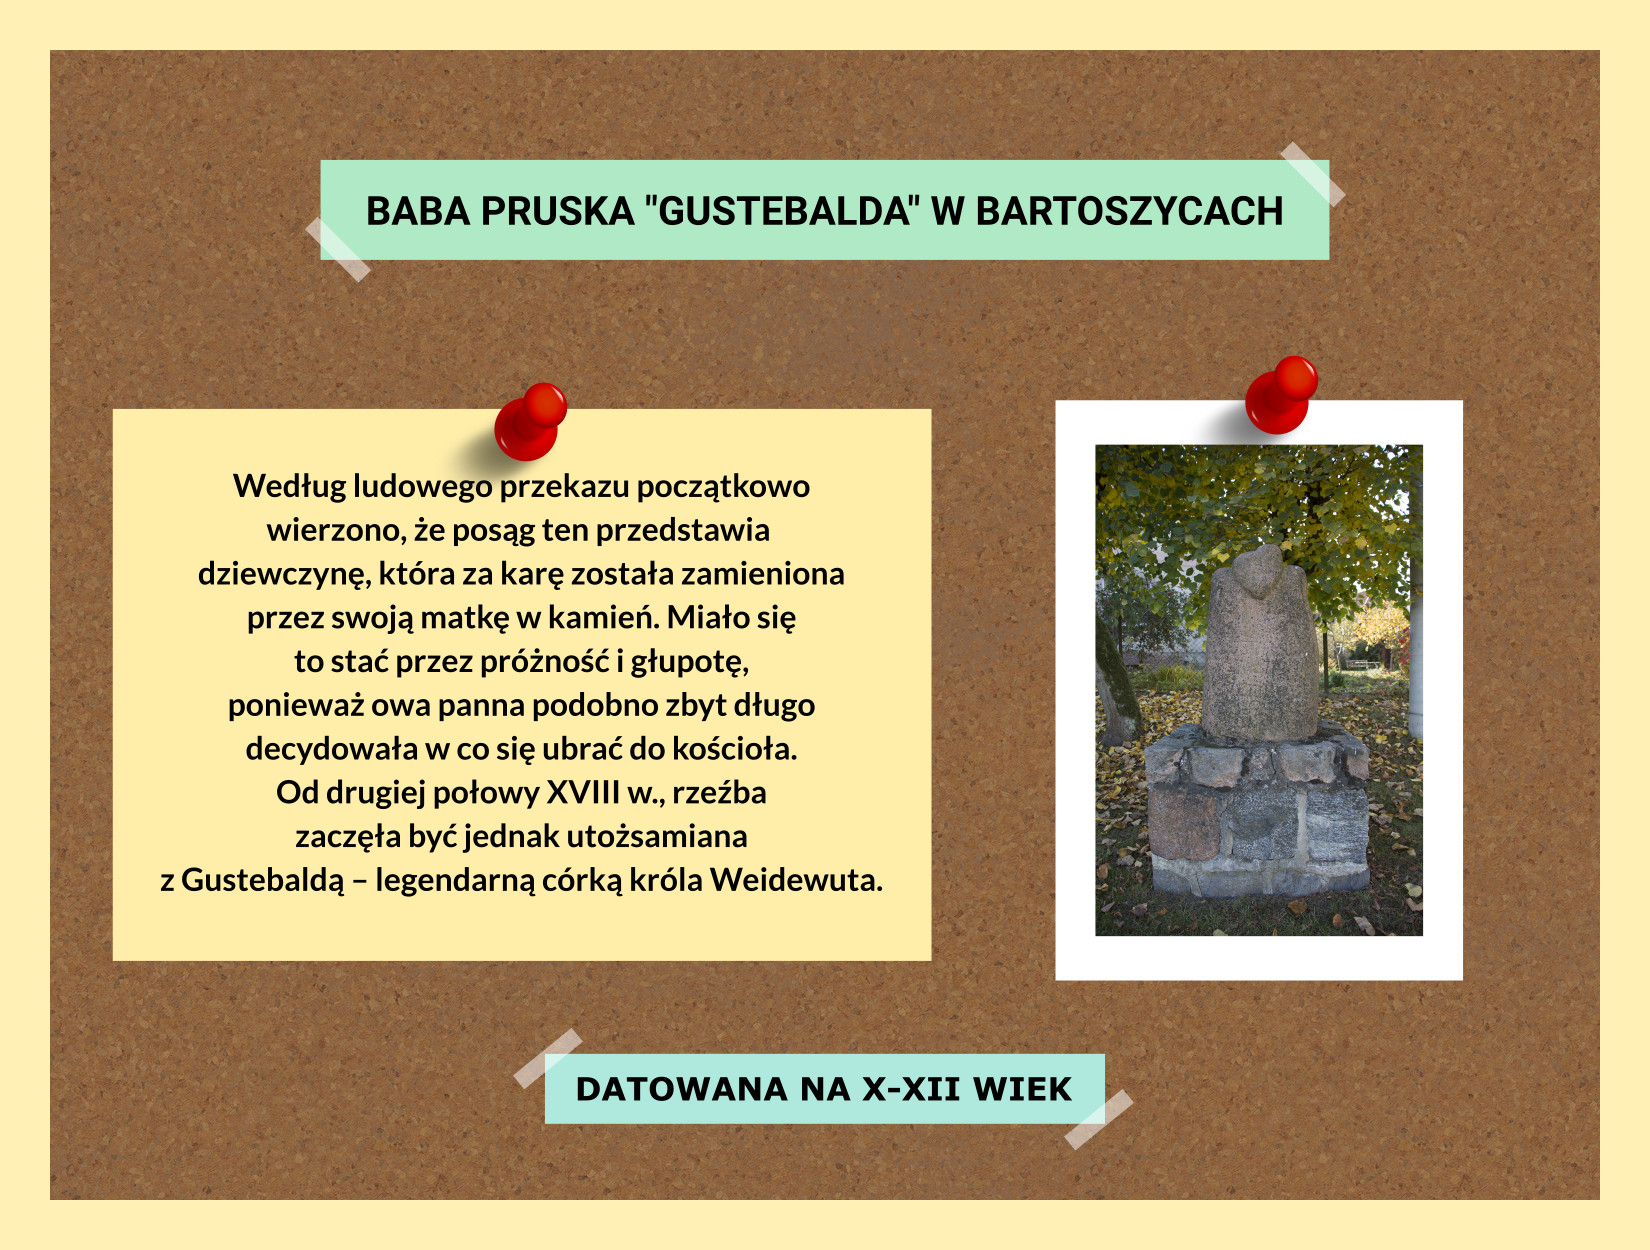 BABA PRUSKA "GUSTEBALDA" W BARTOSZYCACH
Według ludowego przekazu początkowo
wierzono, że posąg ten przedstawia
dziewczynę, która za karę została zamieniona
przez swoją matkę w kamień. Miało się
to stać przez próżność i głupotę,
ponieważ owa panna podobno zbyt długo
decydowała w co się ubrać do kościoła.
Od drugiej połowy XVIII w., rzeźba
zaczęła być jednak utożsamiana
z Gustebaldą – legendarną córką króla Weidewuta.
DATOWANA NA X-XII WIEK